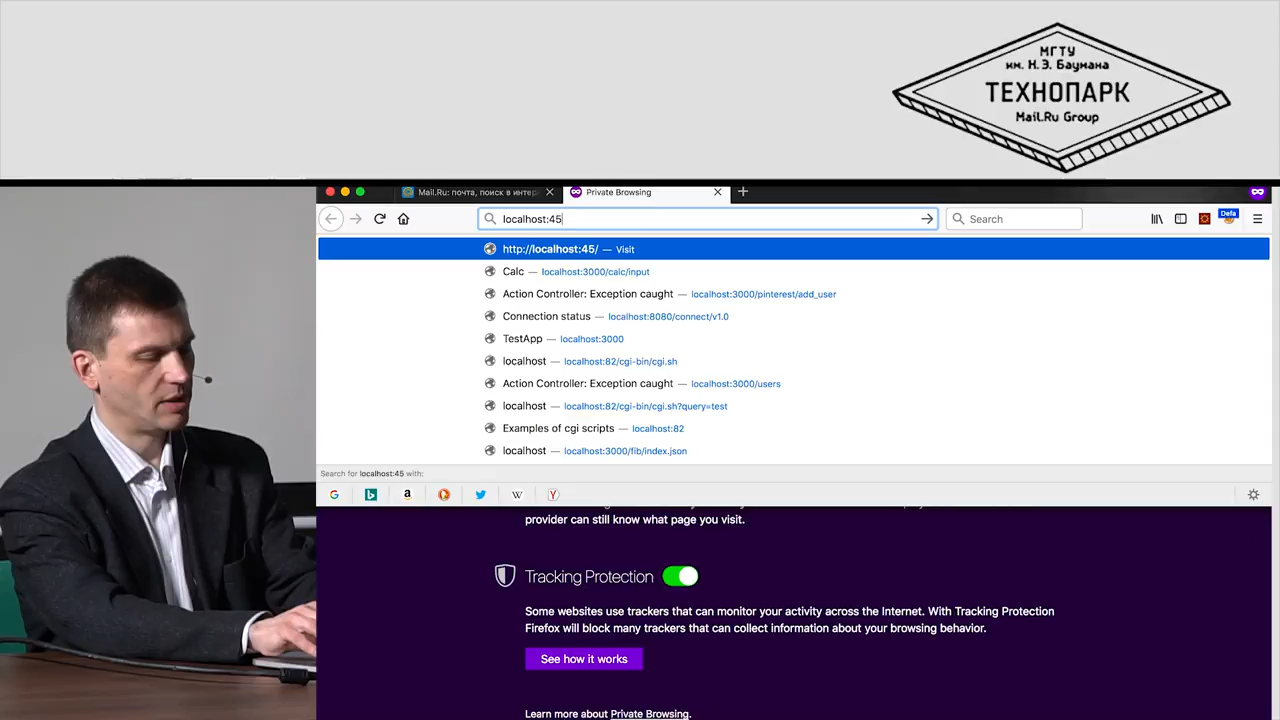 МГТУ
им. Н.Э. Баумана
ТЕХНОПАРК
Mail.Ru Group
Mail.Ru: почта, поиск в интер
Private Browsing
localhost:45
Search
Defa
http://localhost:45/ — Visit
Calc — localhost:3000/calc/input
Action Controller: Exception caught — localhost:3000/pinterest/add_user
Connection status — localhost:8080/connect/v1.0
TestApp — localhost:3000
localhost — localhost:82/cgi-bin/cgi.sh
Action Controller: Exception caught — localhost:3000/users
localhost — localhost:82/cgi-bin/cgi.sh?query=test
Examples of cgi scripts — localhost:82
localhost — localhost:3000/fib/index.json
Search for localhost:45 with:
provider can still know what page you visit.
Tracking Protection
Some websites use trackers that can monitor your activity across the Internet. With Tracking Protection
Firefox will block many trackers that can collect information about your browsing behavior.
See how it works
Learn more about Private Browsing.